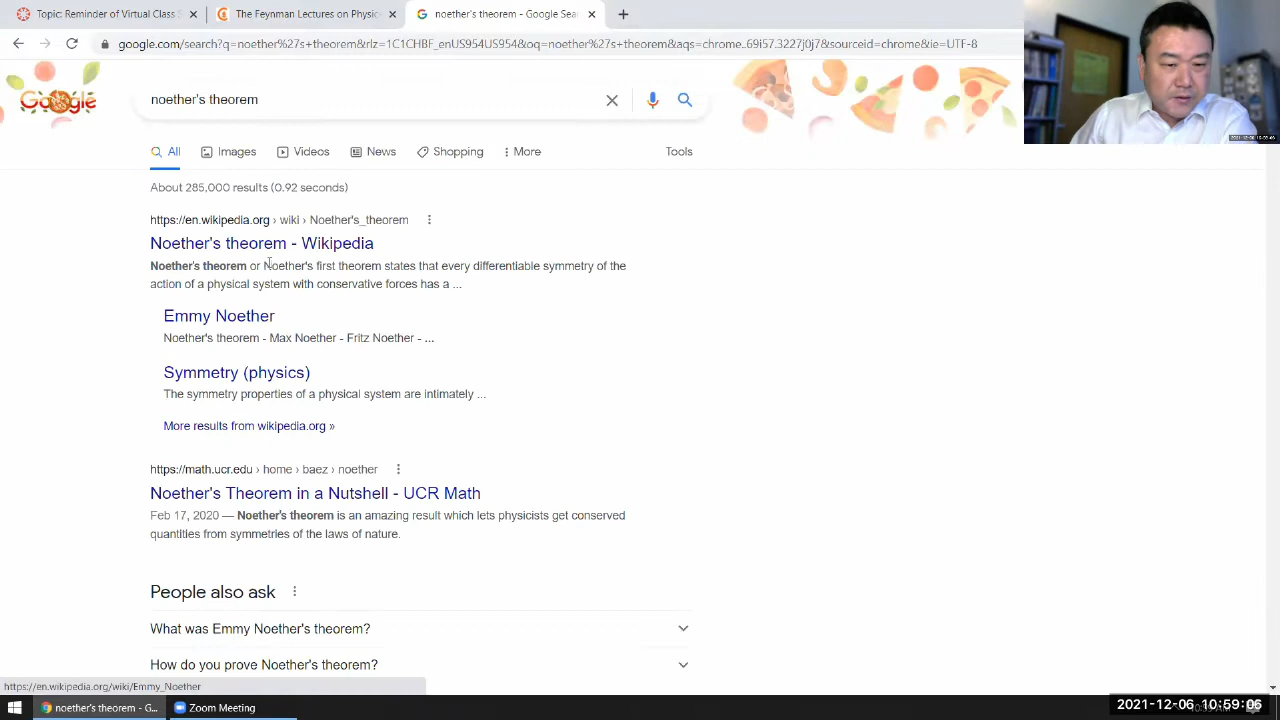 Topic: Reminder of Virtual Class S
The Feynman Lectures on Physic
noether's theorem - Google Sea
google.com/search?q=noether%27s+theorem&rlz=1C1CHBF_enUS954US954&oq=noether%27s+theorem&aqs=chrome..69i57.3227j0j7&sourceid=chrome&ie=UTF-8
Google
noether's theorem
All
Images
Videos
News
Shopping
More
Tools
About 285,000 results (0.92 seconds)
https://en.wikipedia.org › wiki › Noether's_theorem
Noether's theorem - Wikipedia
Noether's theorem or Noether's first theorem states that every differentiable symmetry of the
action of a physical system with conservative forces has a ...
Emmy Noether
Noether's theorem - Max Noether - Fritz Noether - ...
Symmetry (physics)
The symmetry properties of a physical system are intimately ...
More results from wikipedia.org »
https://math.ucr.edu › home › baez › noether
Noether's Theorem in a Nutshell - UCR Math
Feb 17, 2020 — Noether's theorem is an amazing result which lets physicists get conserved
quantities from symmetries of the laws of nature.
People also ask
What was Emmy Noether's theorem?
How do you prove Noether's theorem?
https://en.wikipedia.org/wiki/Emmy_Noether
noether's theorem - G...
Zoom Meeting
2021-12-06 10:59:06